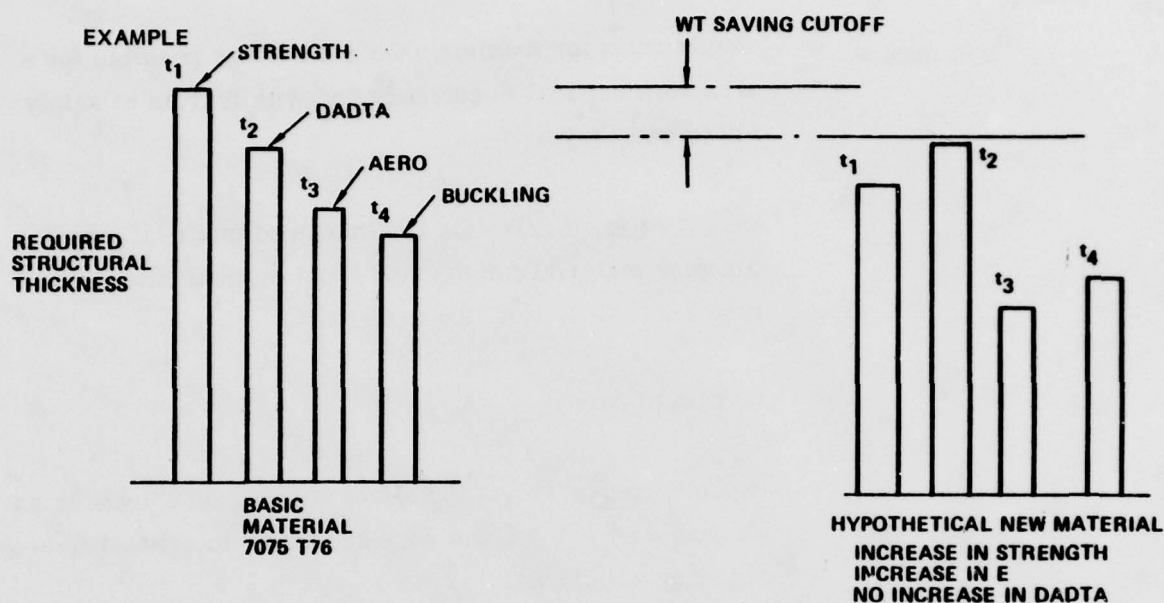 EXAMPLE
t1
STRENGTH
t2
DADTA
t3
AERO
t4
BUCKLING
REQUIRED
STRUCTURAL
THICKNESS
BASIC
MATERIAL
7075 T76
WT SAVING CUTOFF
t1
t2
t3
t4
HYPOTHETICAL NEW MATERIAL
INCREASE IN STRENGTH
INCREASE IN E
NO INCREASE IN DADTA